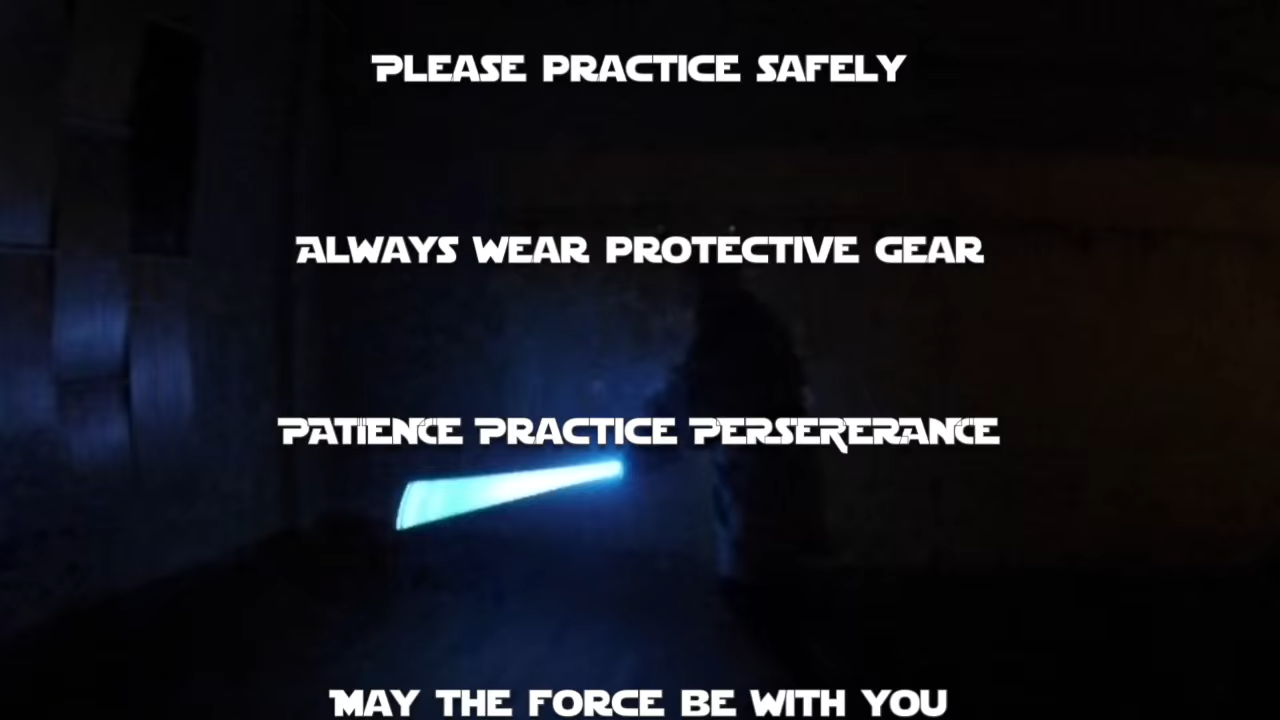 PLEASE PRACTICE SAFELY
ALWAYS WEAR PROTECTIVE GEAR
PATIENCE PRACTICE PERSERERANCE
MAY THE FORCE BE WITH YOU